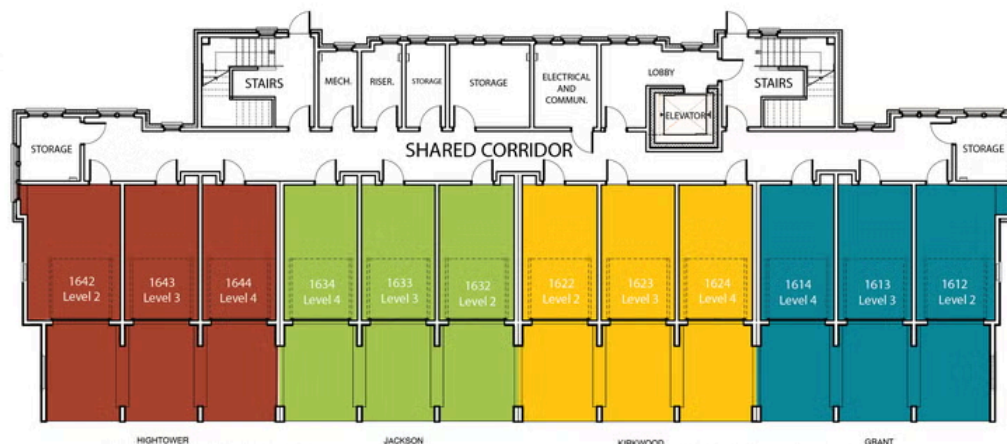 STAIRS
MECH.
RISER.
STORAGE
STORAGE
ELECTRICAL
AND
COMMUN.
LOBBY
ELEVATOR
STAIRS
STORAGE
SHARED CORRIDOR
STORAGE
1642
Level 2
1643
Level 3
1644
Level 4
1634
Level 4
1633
Level 3
1632
Level 2
1622
Level 2
1623
Level 3
1624
Level 4
1614
Level 4
1613
Level 3
1612
Level 2
HIGHTOWER
JACKSON
KIRKWOOD
GRANT